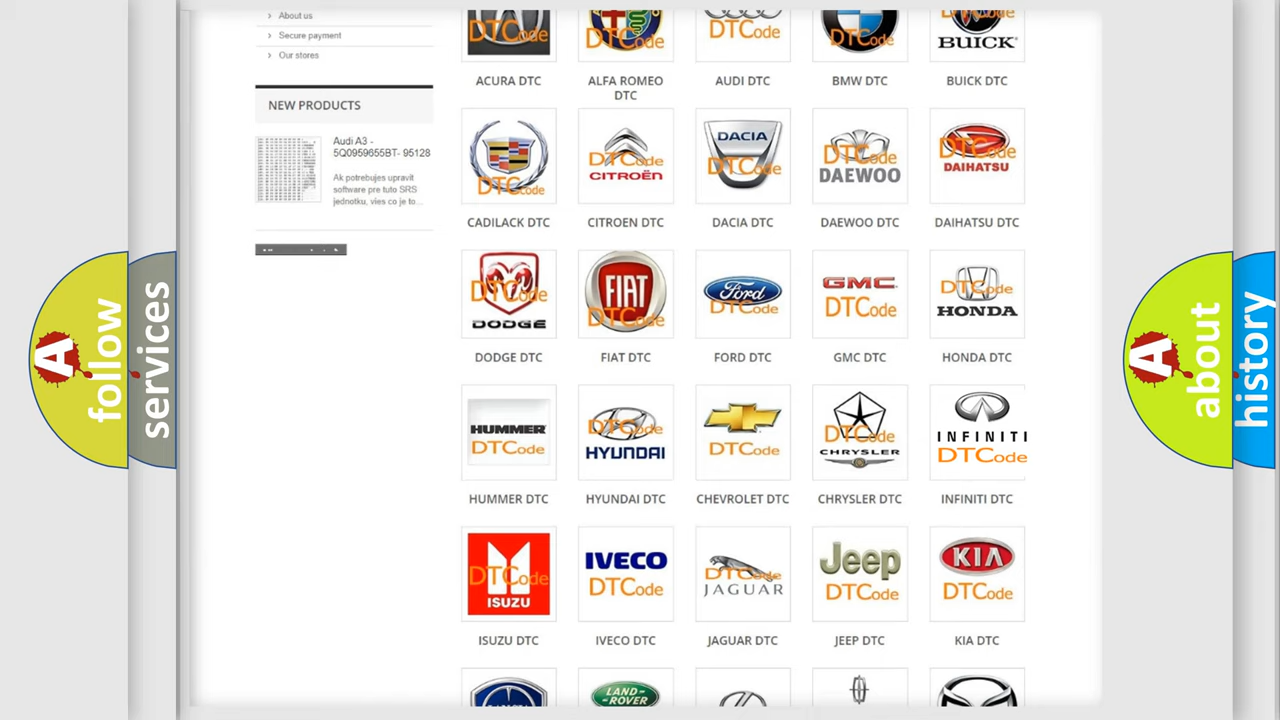 About us
Secure payment
Our stores
NEW PRODUCTS
Audi A3 -
5Q0959655BT- 95128
Ak potrebujes upravit
software pre tuto SRS
jednotku, vies co je to...
DTCode DTCode DTCode DTCode BUICK
ACURA DTC
ALFA ROMEO
DTC
AUDI DTC
BMW DTC
BUICK DTC
DTCode
DTCode
CITROËN
DACIA
DTCode
DTCode
DAEWOO
DTCode
DAIHATSU
CADILACK DTC
CITROEN DTC
DACIA DTC
DAEWOO DTC
DAIHATSU DTC
DTCode
DODGE
FIAT
DTCode
Ford
DTCode
GMC
DTCode
DTCode
HONDA
DODGE DTC
FIAT DTC
FORD DTC
GMC DTC
HONDA DTC
HUMMER
DTCode
DTCode
HYUNDAI
DTCode
DTCode
CHRYSLER
INFINITI
DTCode
HUMMER DTC
HYUNDAI DTC
CHEVROLET DTC
CHRYSLER DTC
INFINITI DTC
DTCode
ISUZU
IVECO
DTCode
DTCode
JAGUAR
Jeep
DTCode
KIA
DTCode
ISUZU DTC
IVECO DTC
JAGUAR DTC
JEEP DTC
KIA DTC
LAND-
ROVER
A
follow
services
A
about
history